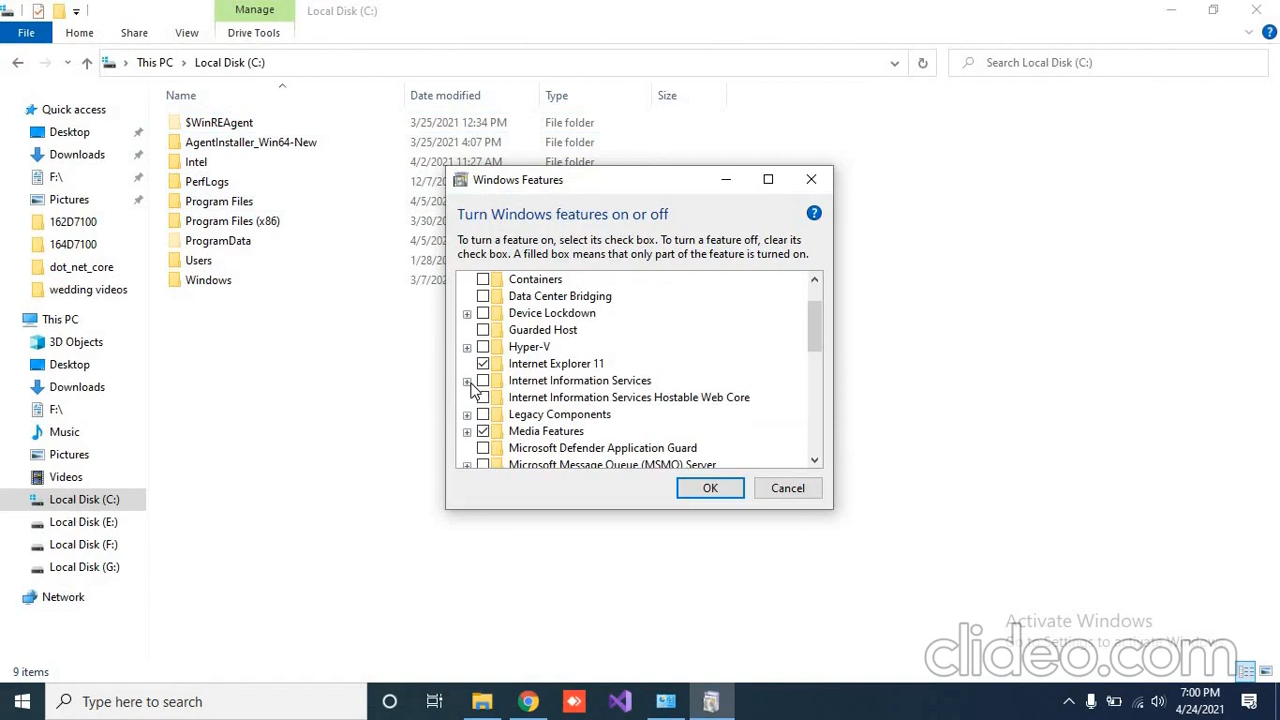 Manage
Local Disk (C:)
File
Home
Share
View
Drive Tools
This PC
Local Disk (C:)
Search Local Disk (C:)
Name
Date modified
Type
Size
Quick access
Desktop
Downloads
F:\
Pictures
162D7100
164D7100
dot_net_core
wedding videos
This PC
3D Objects
Desktop
Downloads
F:\
Music
Pictures
Videos
Local Disk (C:)
Local Disk (E:)
Local Disk (F:)
Local Disk (G:)
Network
$WinREAgent 3/25/2021 12:34 PM File folder
AgentInstaller_Win64-New 3/25/2021 4:07 PM File folder
Intel 4/2/2021 11:27 AM File folder
PerfLogs 12/7/
Program Files 4/5/
Program Files (x86) 3/30/
ProgramData 4/5/
Users 1/28/
Windows 3/7/
Windows Features
Turn Windows features on or off
To turn a feature on, select its check box. To turn a feature off, clear its
check box. A filled box means that only part of the feature is turned on.
Containers
Data Center Bridging
Device Lockdown
Guarded Host
Hyper-V
Internet Explorer 11
Internet Information Services
Internet Information Services Hostable Web Core
Legacy Components
Media Features
Microsoft Defender Application Guard
Microsoft Message Queue (MSMQ) Server
OK
Cancel
Activate Windows
Go to Settings to activate Windows.
clideo.com
9 items
Type here to search
7:00 PM
4/24/2021